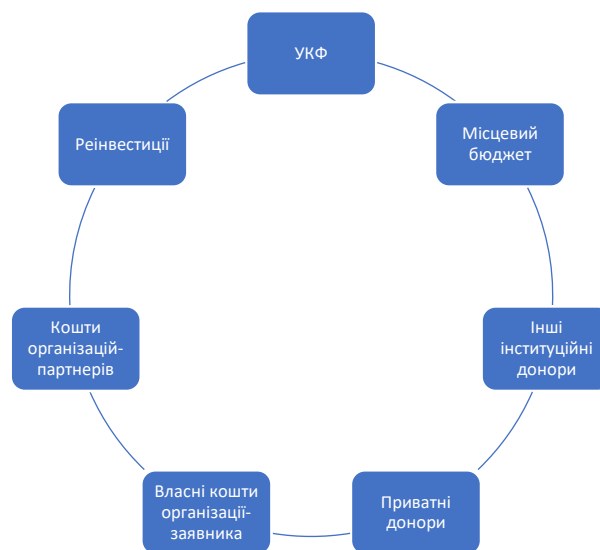 УКФ
Місцевий
бюджет
Інші
інституційні
донори
Приватні
донори
Власні кошти
організації-
заявника
Кошти
організацій-
партнерів
Реінвестиції